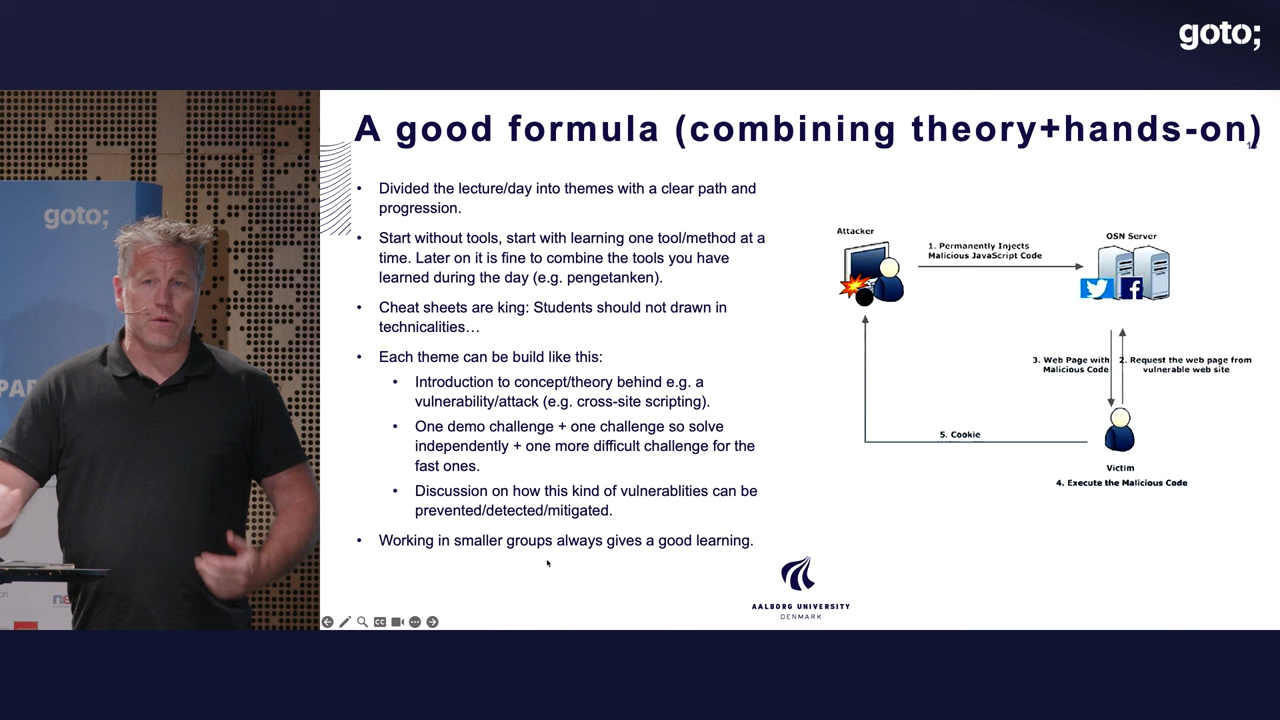 goto;
A good formula (combining theory+hands-on)
• Divided the lecture/day into themes with a clear path and
progression.
• Start without tools, start with learning one tool/method at a
time. Later on it is fine to combine the tools you have
learned during the day (e.g. pengetanken).
• Cheat sheets are king: Students should not drawn in
technicalities…
• Each theme can be build like this:
• Introduction to concept/theory behind e.g. a
vulnerability/attack (e.g. cross-site scripting).
• One demo challenge + one challenge so solve
independently + one more difficult challenge for the
fast ones.
• Discussion on how this kind of vulnerablities can be
prevented/detected/mitigated.
• Working in smaller groups always gives a good learning.
Attacker
1. Permanently Injects
Malicious JavaScript Code
OSN Server
3. Web Page with
Malicious Code
2. Request the web page from
vulnerable web site
5. Cookie
Victim
4. Execute the Malicious Code
AALBORG UNIVERSITY
DENMARK
goto;
PAR
CC